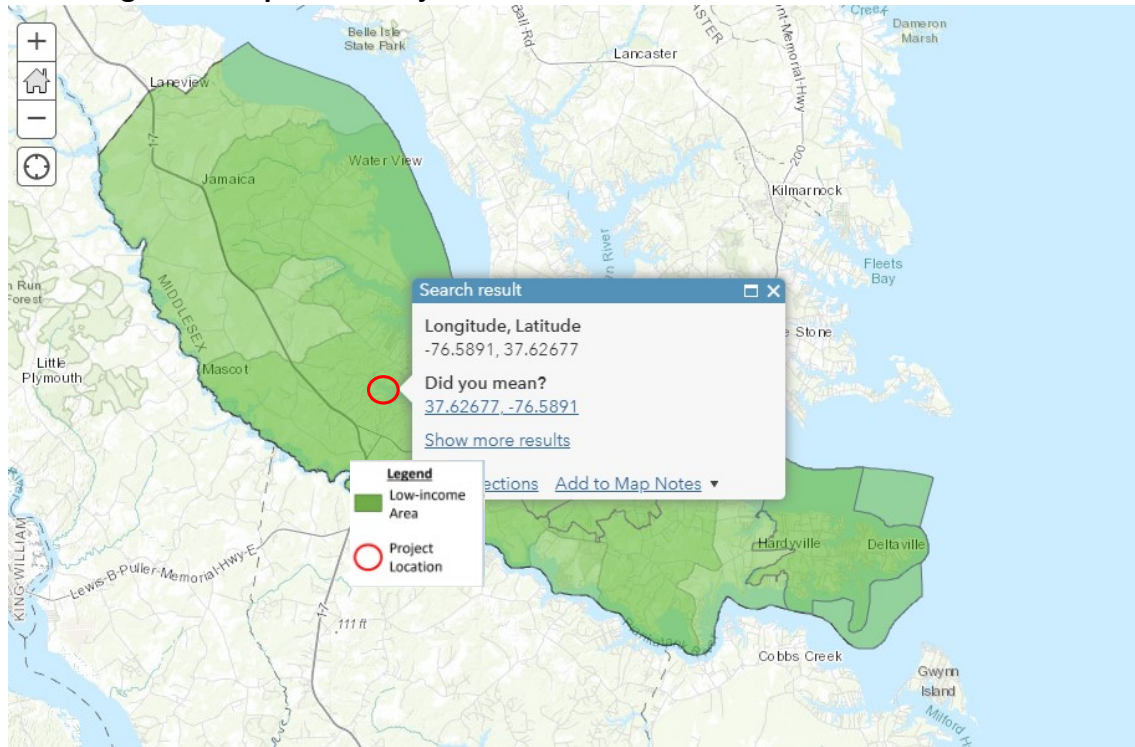 Belle Isle
State Park
Lancaster
Dameron
Marsh
Laneview
200
Water View
Jamaica
Kilmarnock
Fleets
Bay
MIDDLESEX
Little
Plymouth
Mascot
Search result
Longitude, Latitude
-76.5891, 37.62677
Did you mean?
37.62677, -76.5891
Show more results
ections Add to Map Notes
e Stone
n River
n Run
Forest
Legend
Low-income
Area
Project
Location
KING WILLIAM
Lewis-B-Puller-Memorial-Hwy-E
111 ft
Hardyville
Deltaville
Cobbs Creek
Gwynn
Island
Milford H